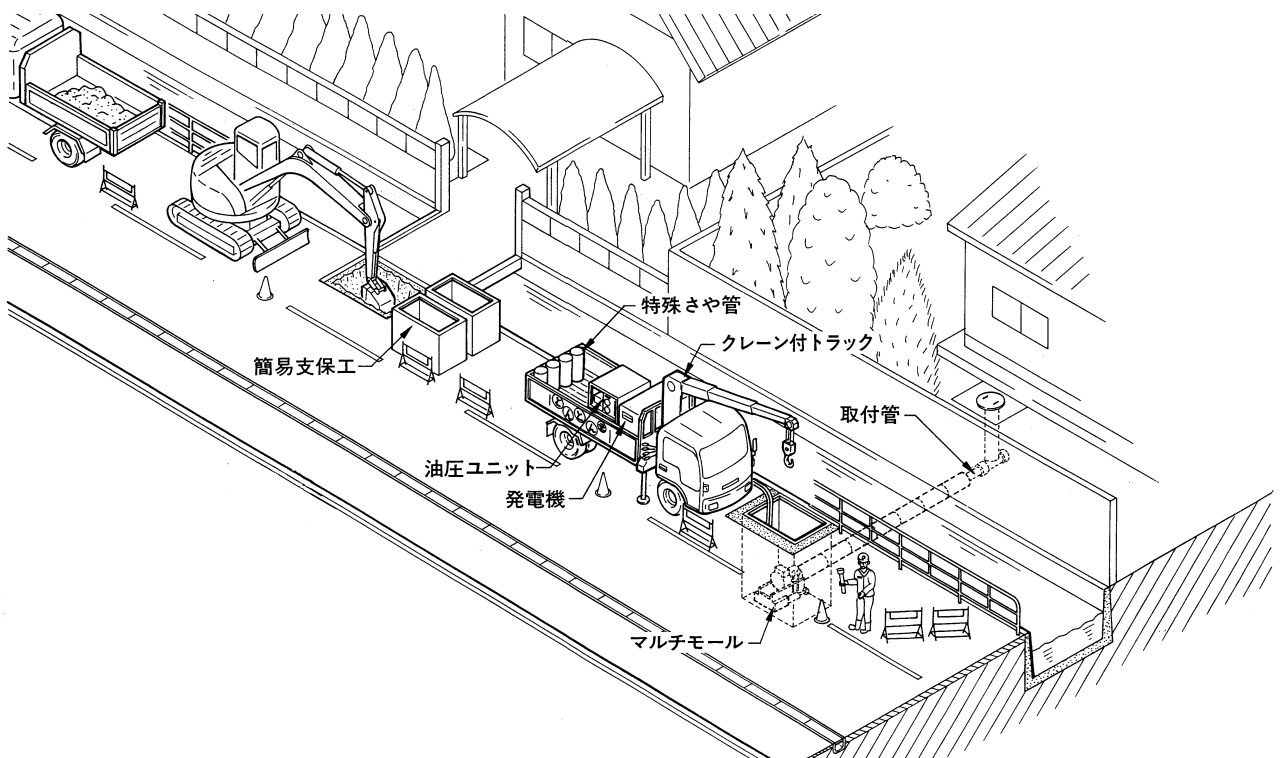 特殊さや管
クレーン付トラック
簡易支保工
取付管
油圧ユニット
発電機
マルチモール